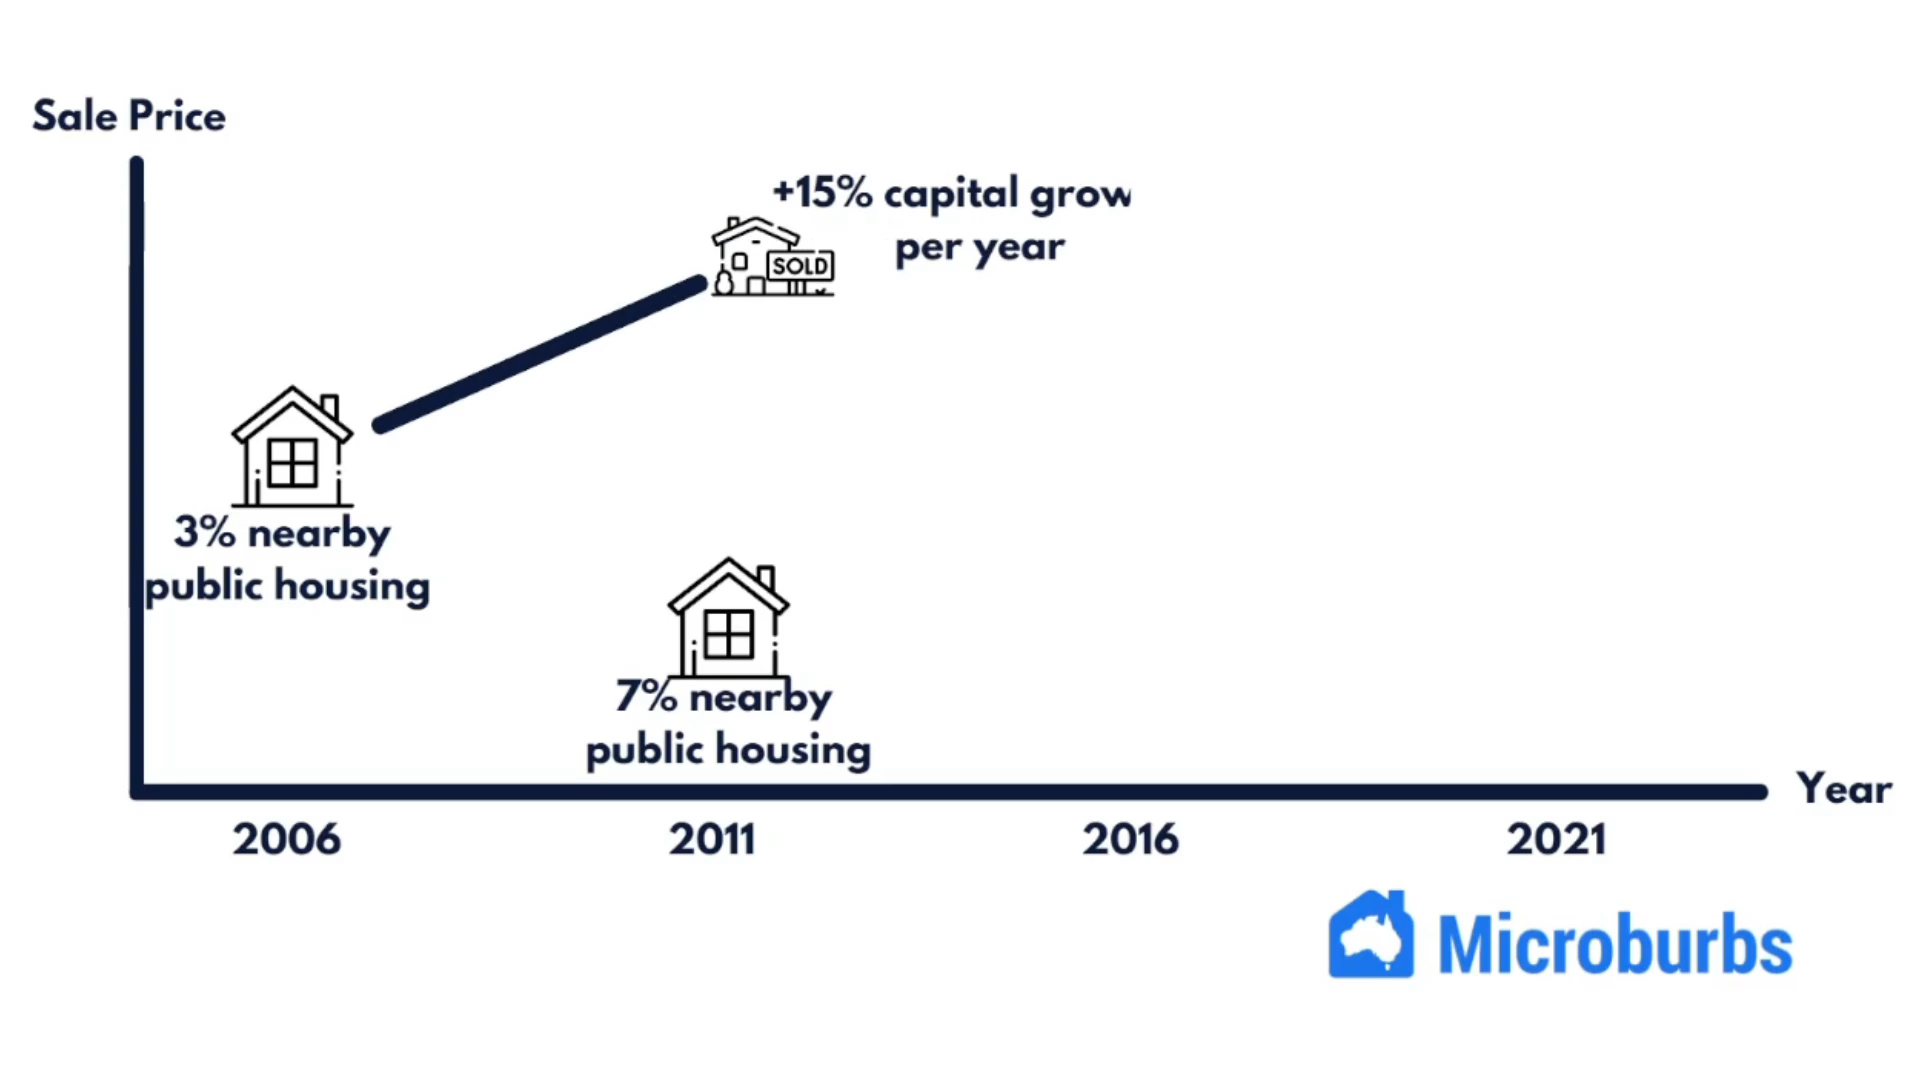 Sale Price
+15% capital grow
per year
SOLD
3% nearby
public housing
7% nearby
public housing
Year
2006
2011
2016
2021
Microburbs